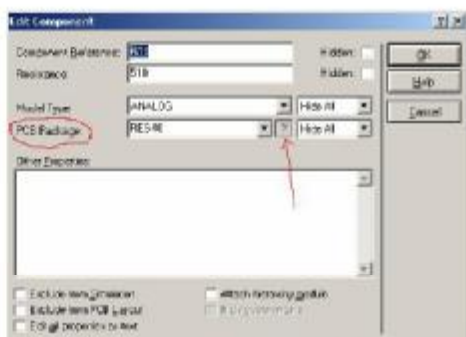 Edit Component
Component Reference: Hidden:
Resistance: 510 Hidden:
Model Type: ANALOG Hide All
PCB Package: RES40 ? Hide All
Other Properties:
OK
Help
Cancel
Exclude from Simulation
Exclude from PCB Layout
Edit all properties as text
Attach hierarchy module